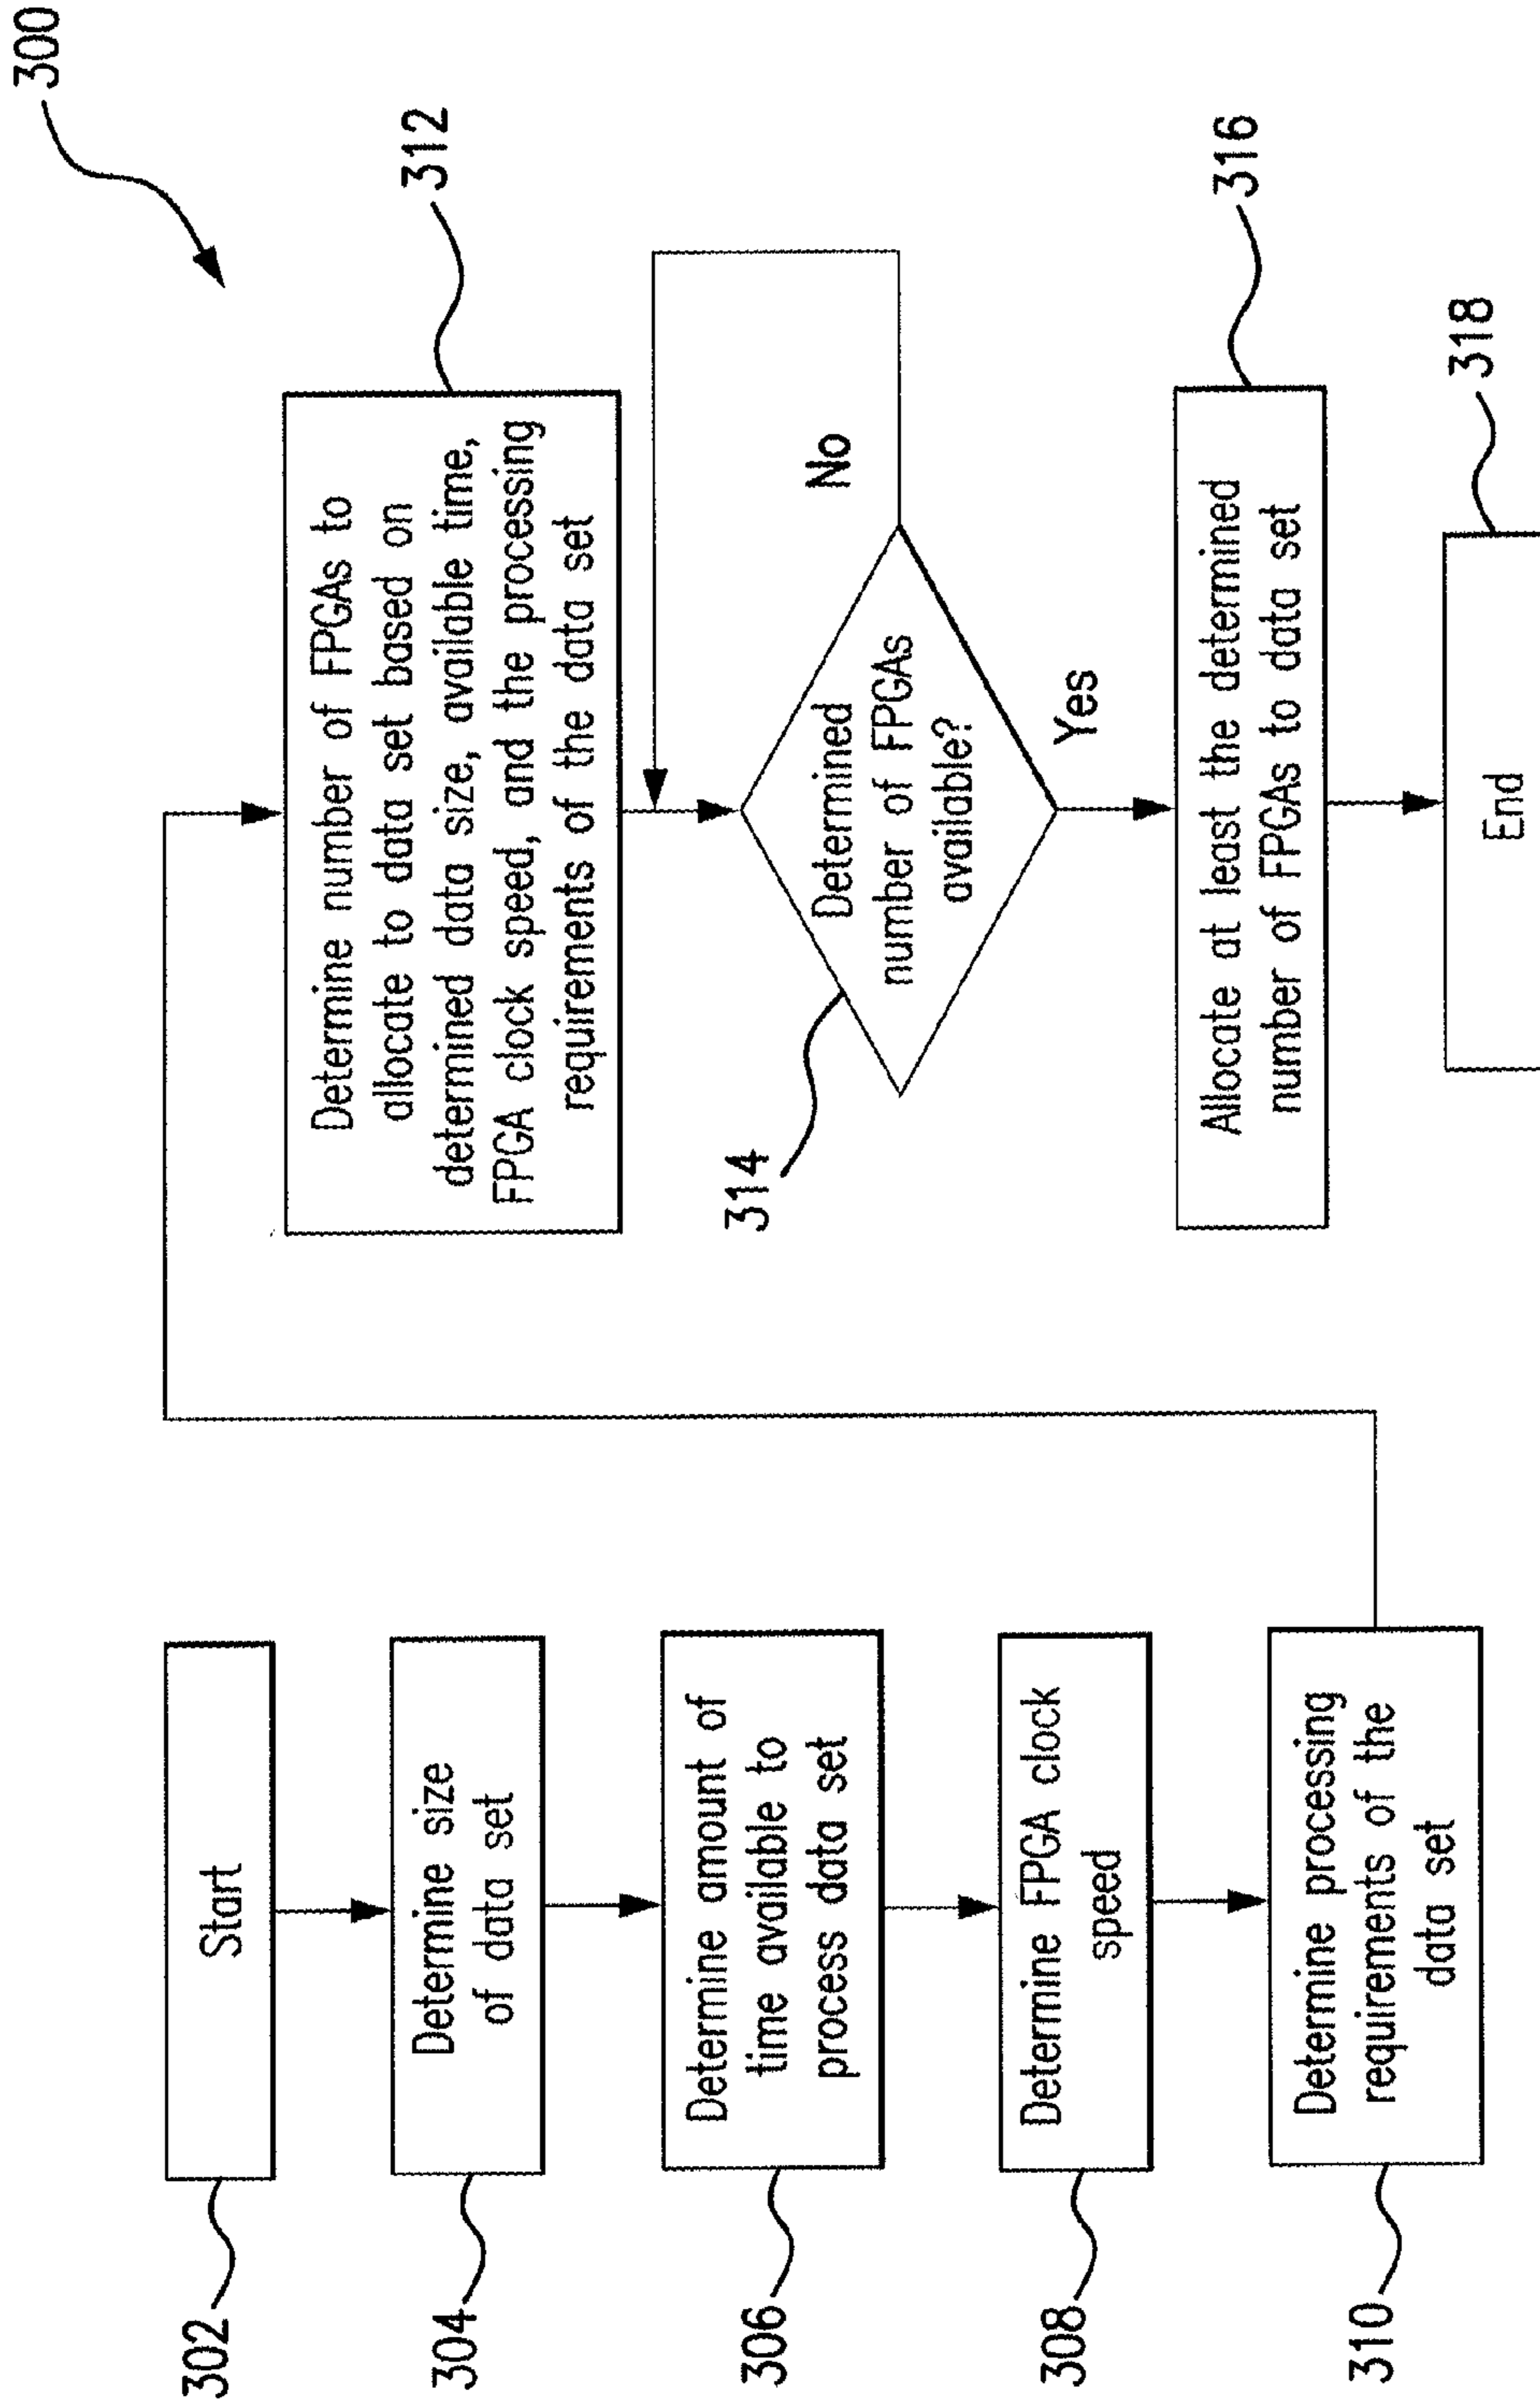 300
302
Start
304
Determine size
of data set
306
Determine amount of
time available to
process data set
308
Determine FPGA clock
speed
310
Determine processing
requirements of the
data set
312
Determine number of FPGAs to
allocate to data set based on
determined data size, available time,
FPGA clock speed, and the processing
requirements of the data set
314
Determined
number of FPGAs
available?
No
Yes
316
Allocate at least the determined
number of FPGAs to data set
318
End